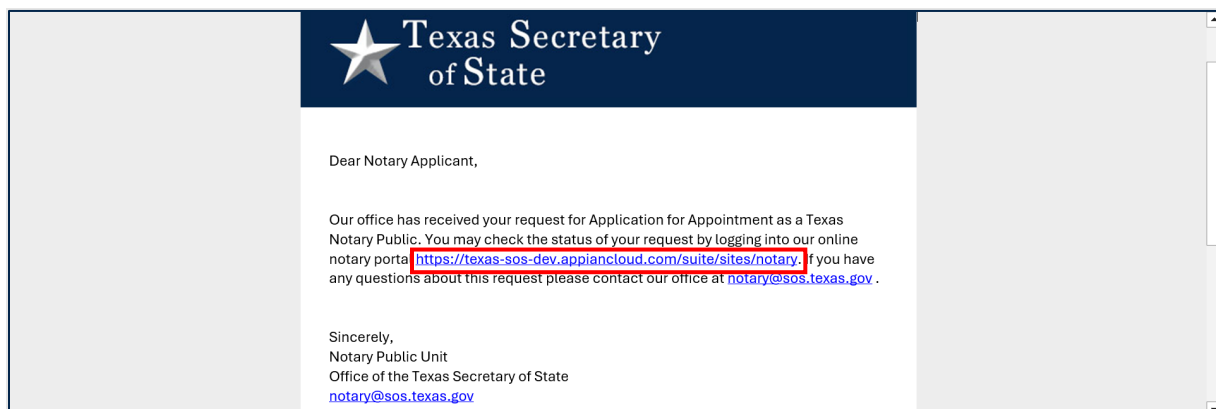 Texas Secretary
of State
Dear Notary Applicant,
Our office has received your request for Application for Appointment as a Texas
Notary Public. You may check the status of your request by logging into our online
notary porta https://texas-sos-dev.appiancloud.com/suite/sites/notary. If you have
any questions about this request please contact our office at notary@sos.texas.gov .
Sincerely,
Notary Public Unit
Office of the Texas Secretary of State
notary@sos.texas.gov